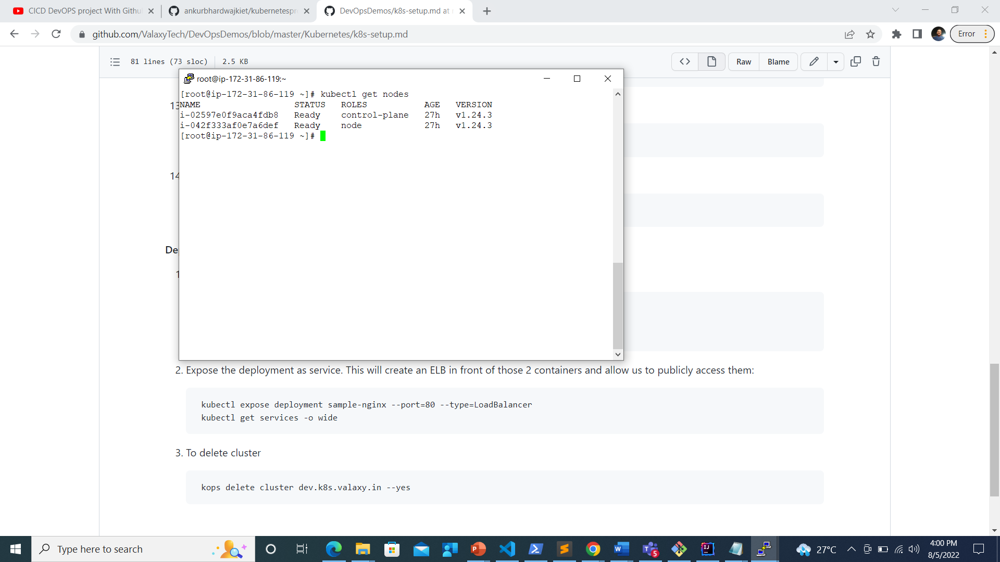 CICD DevOPS project With Githu
ankurbhardwajkiet/kubernetespr
DevOpsDemos/k8s-setup.md at
github.com/ValaxyTech/DevOpsDemos/blob/master/Kubernetes/k8s-setup.md
Error
81 lines (73 sloc)
2.5 KB
Raw
Blame
root@ip-172-31-86-119:~
[root@ip-172-31-86-119 ~]# kubectl get nodes
NAME STATUS ROLES AGE VERSION
i-02597e0f9aca4fdb8 Ready control-plane 27h v1.24.3
i-042f333af0e7a6def Ready node 27h v1.24.3
[root@ip-172-31-86-119 ~]#
13
14
De
1
2. Expose the deployment as service. This will create an ELB in front of those 2 containers and allow us to publicly access them:
kubectl expose deployment sample-nginx --port=80 --type=LoadBalancer
kubectl get services -o wide
3. To delete cluster
kops delete cluster dev.k8s.valaxy.in --yes
Type here to search
5
27°C
4:00 PM
8/5/2022